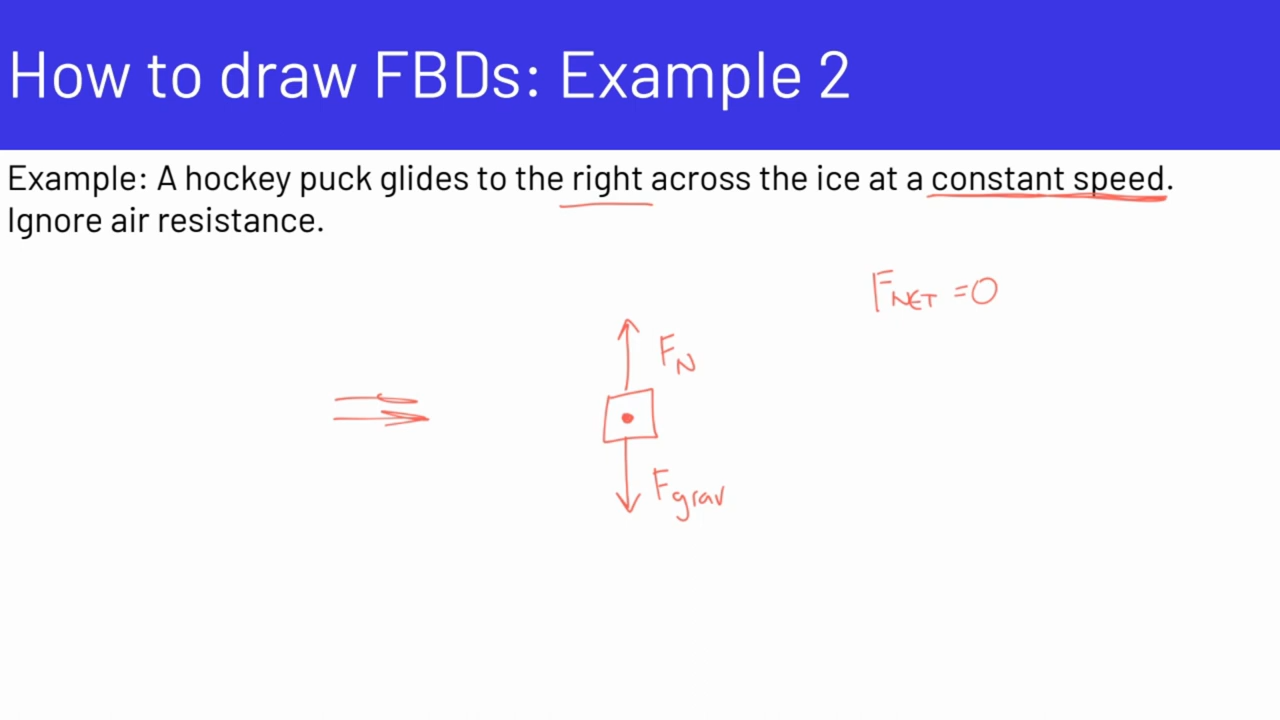 How to draw FBDs: Example 2
Example: A hockey puck glides to the right across the ice at a constant speed.
Ignore air resistance.
FNET =0
FN
Fgrav